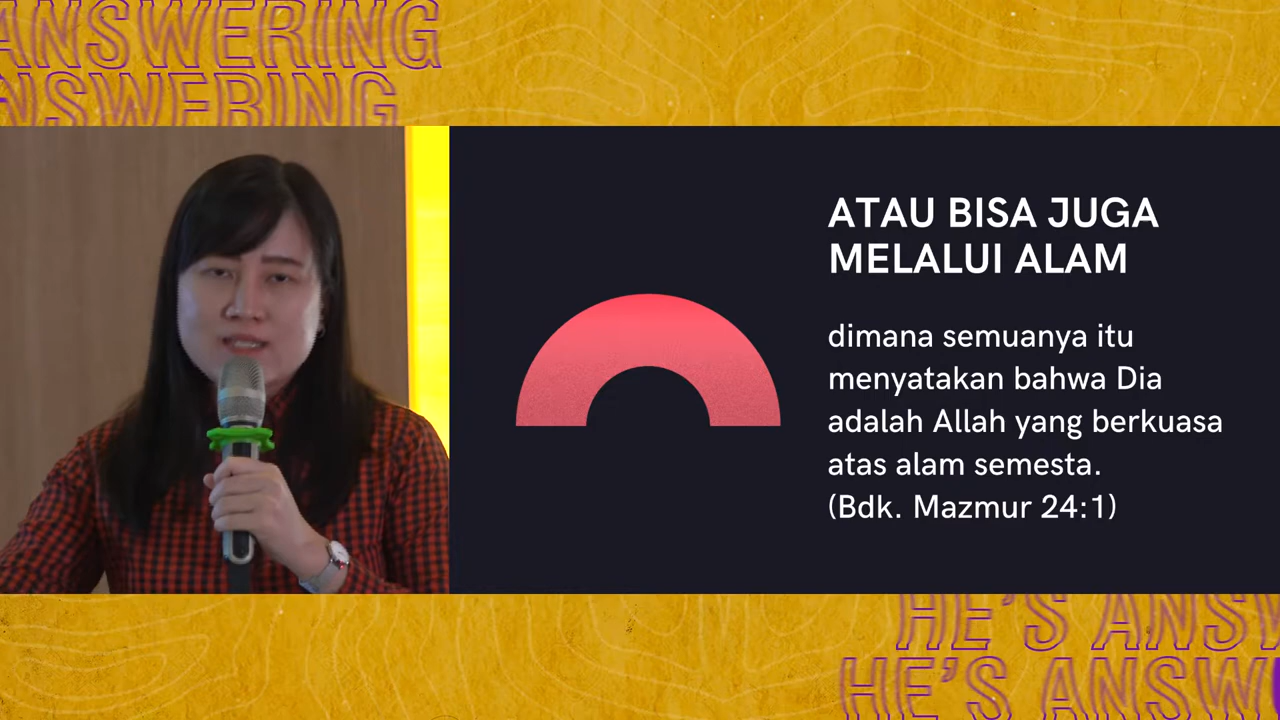 ANSWERING
NSWERING
ATAU BISA JUGA
MELALUI ALAM
dimana semuanya itu
menyatakan bahwa Dia
adalah Allah yang berkuasa
atas alam semesta.
(Bdk. Mazmur 24:1)
HE'S ANSW
HE'S ANSW